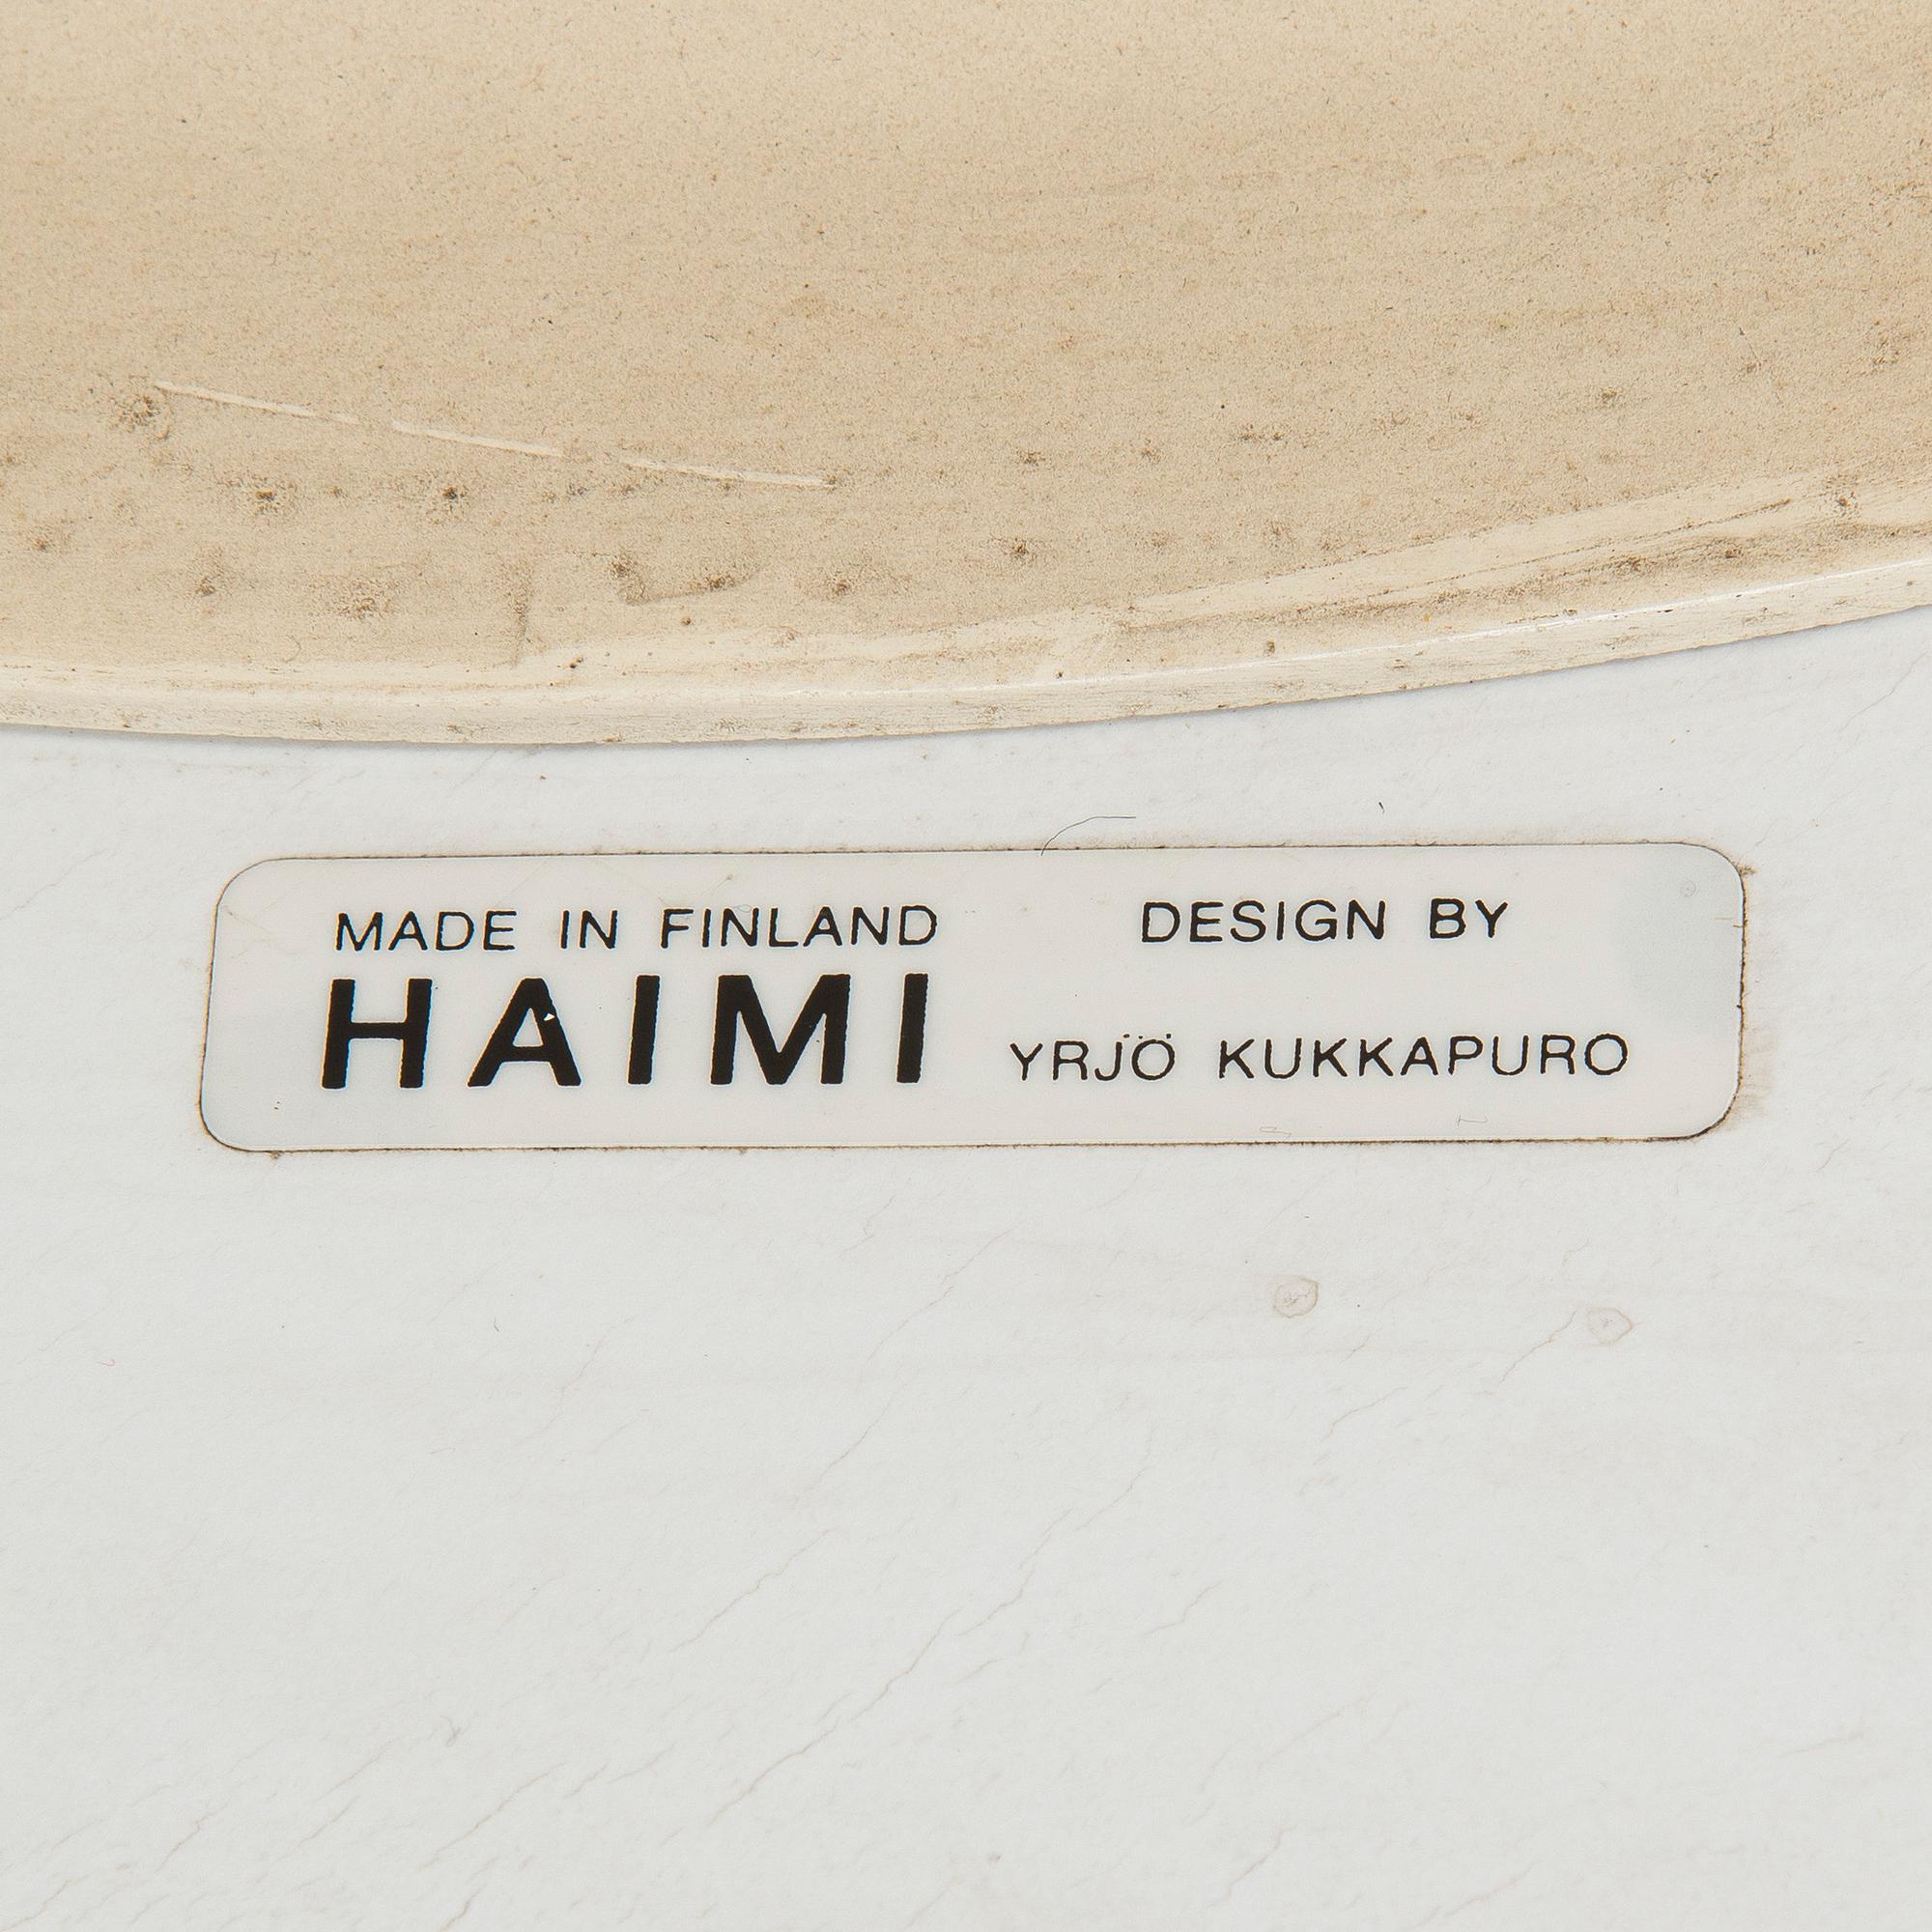 MADE IN FINLAND
HAIMI
DESIGN BY
YRJÖ KUKKAPURO